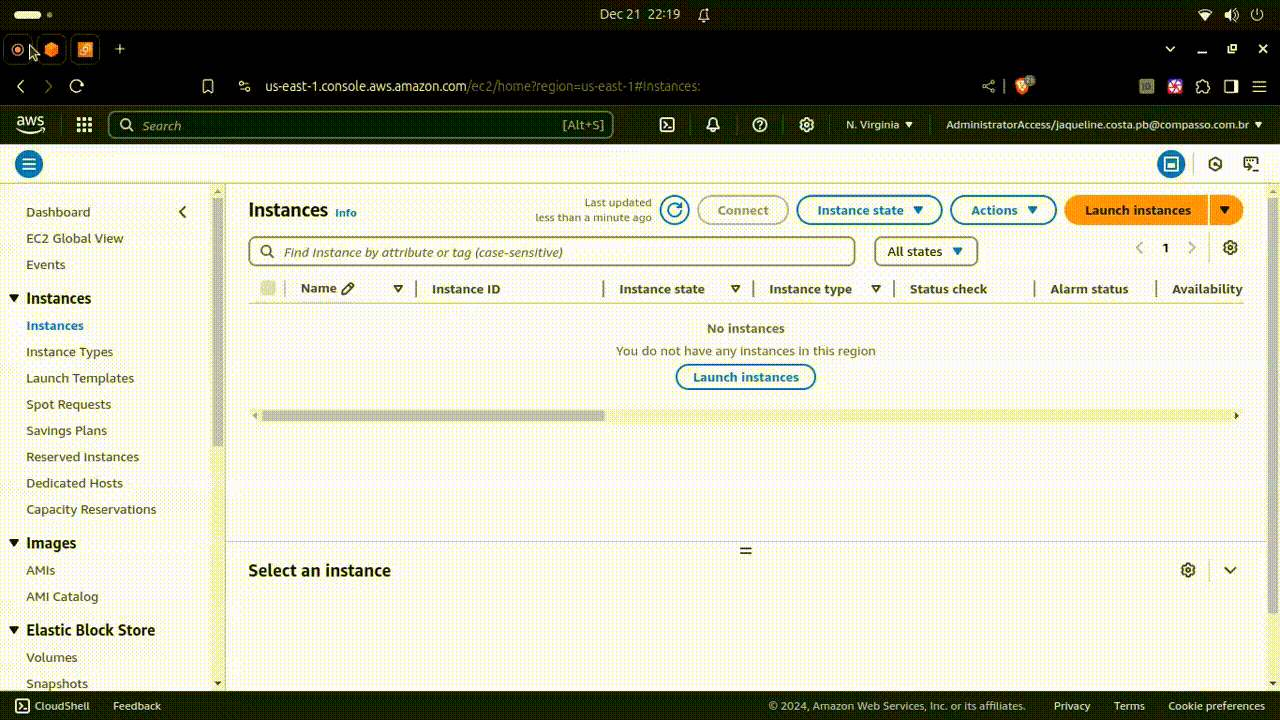 Dec 21 22:19
us-east-1.console.aws.amazon.com/ec2/home?region=us-east-1#Instances:
aws
Search [Alt+S]
N. Virginia
AdministratorAccess/jaqueline.costa.pb@compasso.com.br
Dashboard
EC2 Global View
Events
Instances
Instances
Instance Types
Launch Templates
Spot Requests
Savings Plans
Reserved Instances
Dedicated Hosts
Capacity Reservations
Images
AMIs
AMI Catalog
Elastic Block Store
Volumes
Snapshots
Instances Info
Last updated
less than a minute ago
Connect
Instance state
Actions
Launch instances
Find Instance by attribute or tag (case-sensitive)
All states
1
Name Instance ID Instance state Instance type Status check Alarm status Availability
No instances
You do not have any instances in this region
Launch instances
Select an instance
CloudShell Feedback © 2024, Amazon Web Services, Inc. or its affiliates. Privacy Terms Cookie preferences